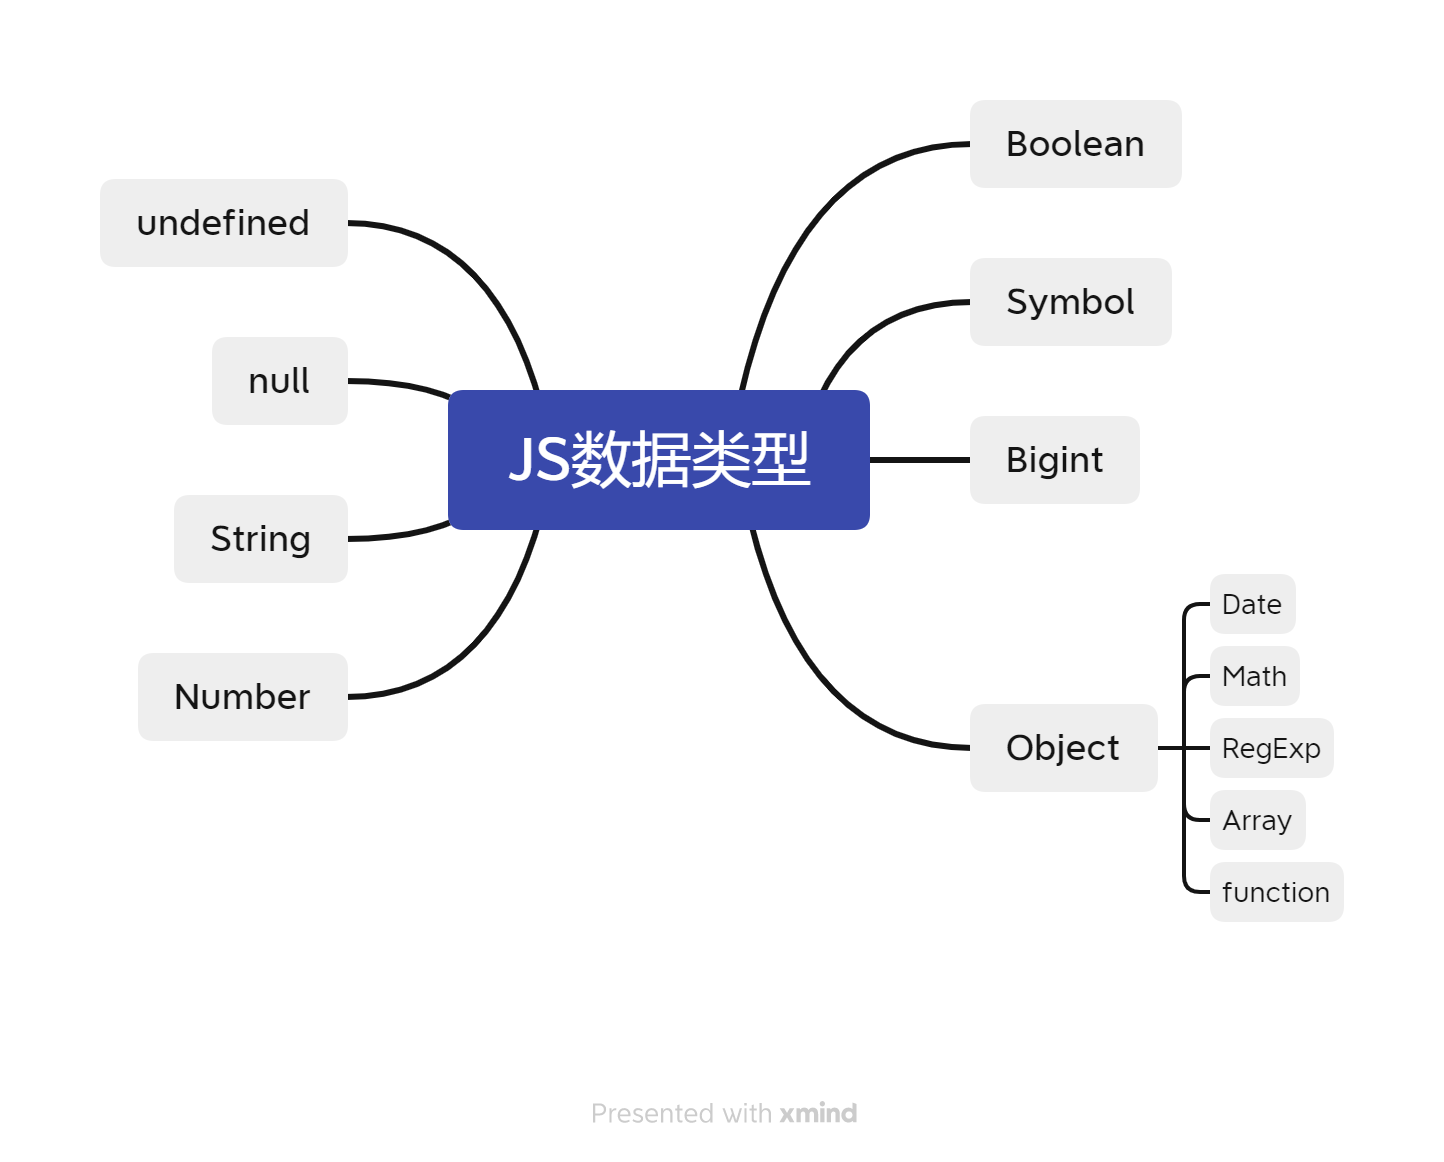 JS数据类型
Boolean
Symbol
Bigint
Object
Date
Math
RegExp
Array
function
undefined
null
String
Number
Presented with xmind